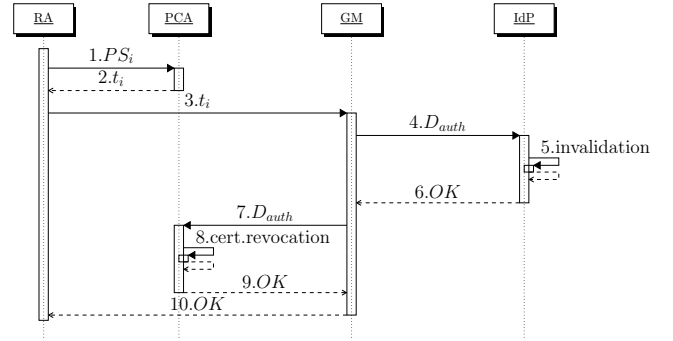 RA PCA GM IdP
1.PS_i
2.t_i
3.t_i
4.D_auth
5.invalidation
6.OK
7.D_auth
8.cert.revocation
9.OK
10.OK